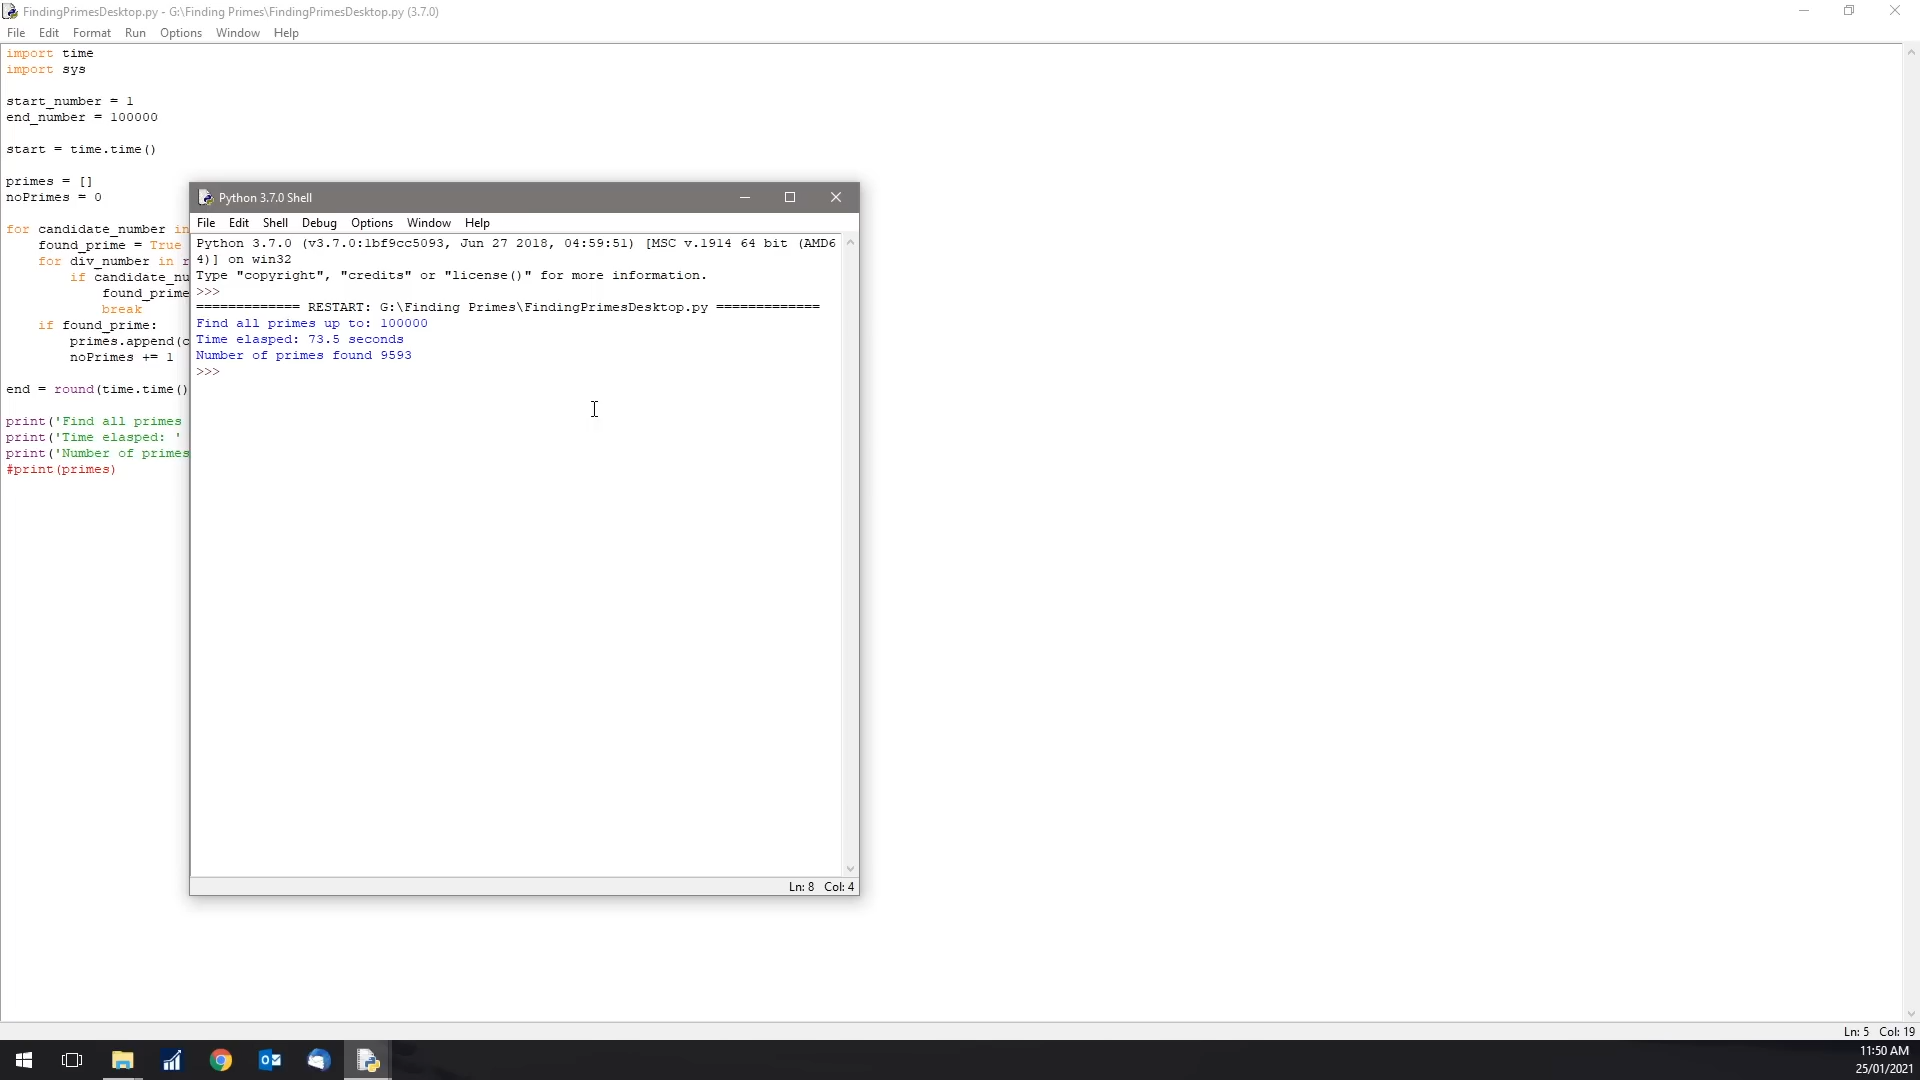 FindingPrimesDesktop.py - G:\Finding Primes\FindingPrimesDesktop.py (3.7.0)
File Edit Format Run Options Window Help
import time
import sys
start_number = 1
end_number = 100000
start = time.time()
primes = []
noPrimes = 0
for candidate_number in
found_prime = True
for div_number in r
if candidate_nu
found_prime
break
if found_prime:
primes.append(c
noPrimes += 1
end = round(time.time()
print('Find all primes
print('Time elasped: '
print('Number of primes
#print(primes)
Python 3.7.0 Shell
File Edit Shell Debug Options Window Help
Python 3.7.0 (v3.7.0:1bf9cc5093, Jun 27 2018, 04:59:51) [MSC v.1914 64 bit (AMD6
4)] on win32
Type "copyright", "credits" or "license()" for more information.
>>>
============= RESTART: G:\Finding Primes\FindingPrimesDesktop.py =============
Find all primes up to: 100000
Time elasped: 73.5 seconds
Number of primes found 9593
>>>
Ln: 8 Col: 4
Ln: 5 Col: 19
11:50 AM
25/01/2021